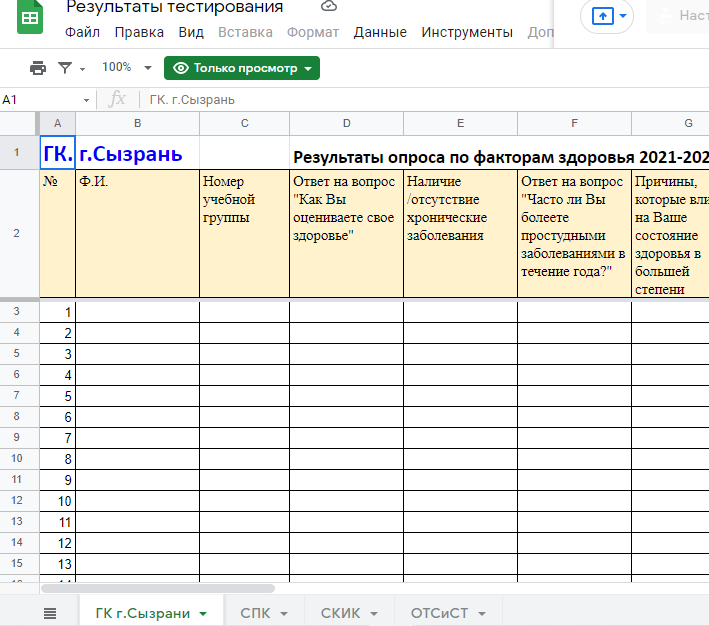 Результаты тестирования
Файл Правка Вид Вставка Формат Данные Инструменты Доп
Наст
100% Только просмотр
A1 fx ГК. г.Сызрань
A B C D E F G
1 ГК. г.Сызрань Результаты опроса по факторам здоровья 2021-202
2
№
Ф.И.
Номер
учебной
группы
Ответ на вопрос
"Как Вы
оцениваете свое
здоровье"
Наличие
/отсутствие
хронические
заболевания
Ответ на вопрос
"Часто ли Вы
болеете
простудными
заболеваниями в
течение года?"
Причины,
которые вли
на Ваше
состояние
здоровья в
большей
степени
3 1
4 2
5 3
6 4
7 5
8 6
9 7
10 8
11 9
12 10
13 11
14 12
15 13
16 14
ГК г.Сызрани СПК СКИК ОТСиСТ